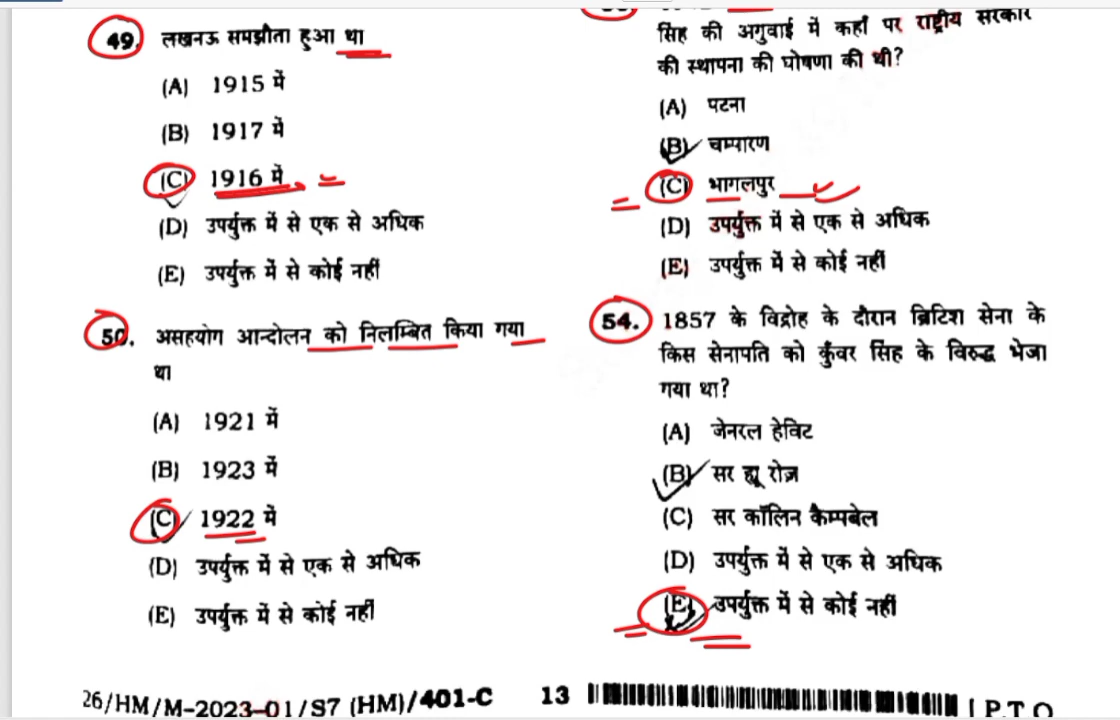 49. लखनऊ समझौता हुआ था
(A) 1915 में
(B) 1917 में
(C) 1916 में
(D) उपर्युक्त में से एक से अधिक
(E) उपर्युक्त में से कोई नहीं
50. असहयोग आन्दोलन को निलम्बित किया गया
था
(A) 1921 में
(B) 1923 में
(C) 1922 में
(D) उपर्युक्त में से एक से अधिक
(E) उपर्युक्त में से कोई नहीं
सिंह की अगुवाई में कहाँ पर राष्ट्रीय सरकार
की स्थापना की घोषणा की थी?
(A) पटना
(B) चम्पारण
(C) भागलपुर
(D) उपर्युक्त में से एक से अधिक
(E) उपर्युक्त में से कोई नहीं
54. 1857 के विद्रोह के दौरान ब्रिटिश सेना के
किस सेनापति को कुँवर सिंह के विरुद्ध भेजा
गया था?
(A) जेनरल हेविट
(B) सर ह्यू रोज़
(C) सर कॉलिन कैम्पबेल
(D) उपर्युक्त में से एक से अधिक
(E) उपर्युक्त में से कोई नहीं
26/HM/M-2023-01/S7 (HM)/401-C 13 [ P.T.O.